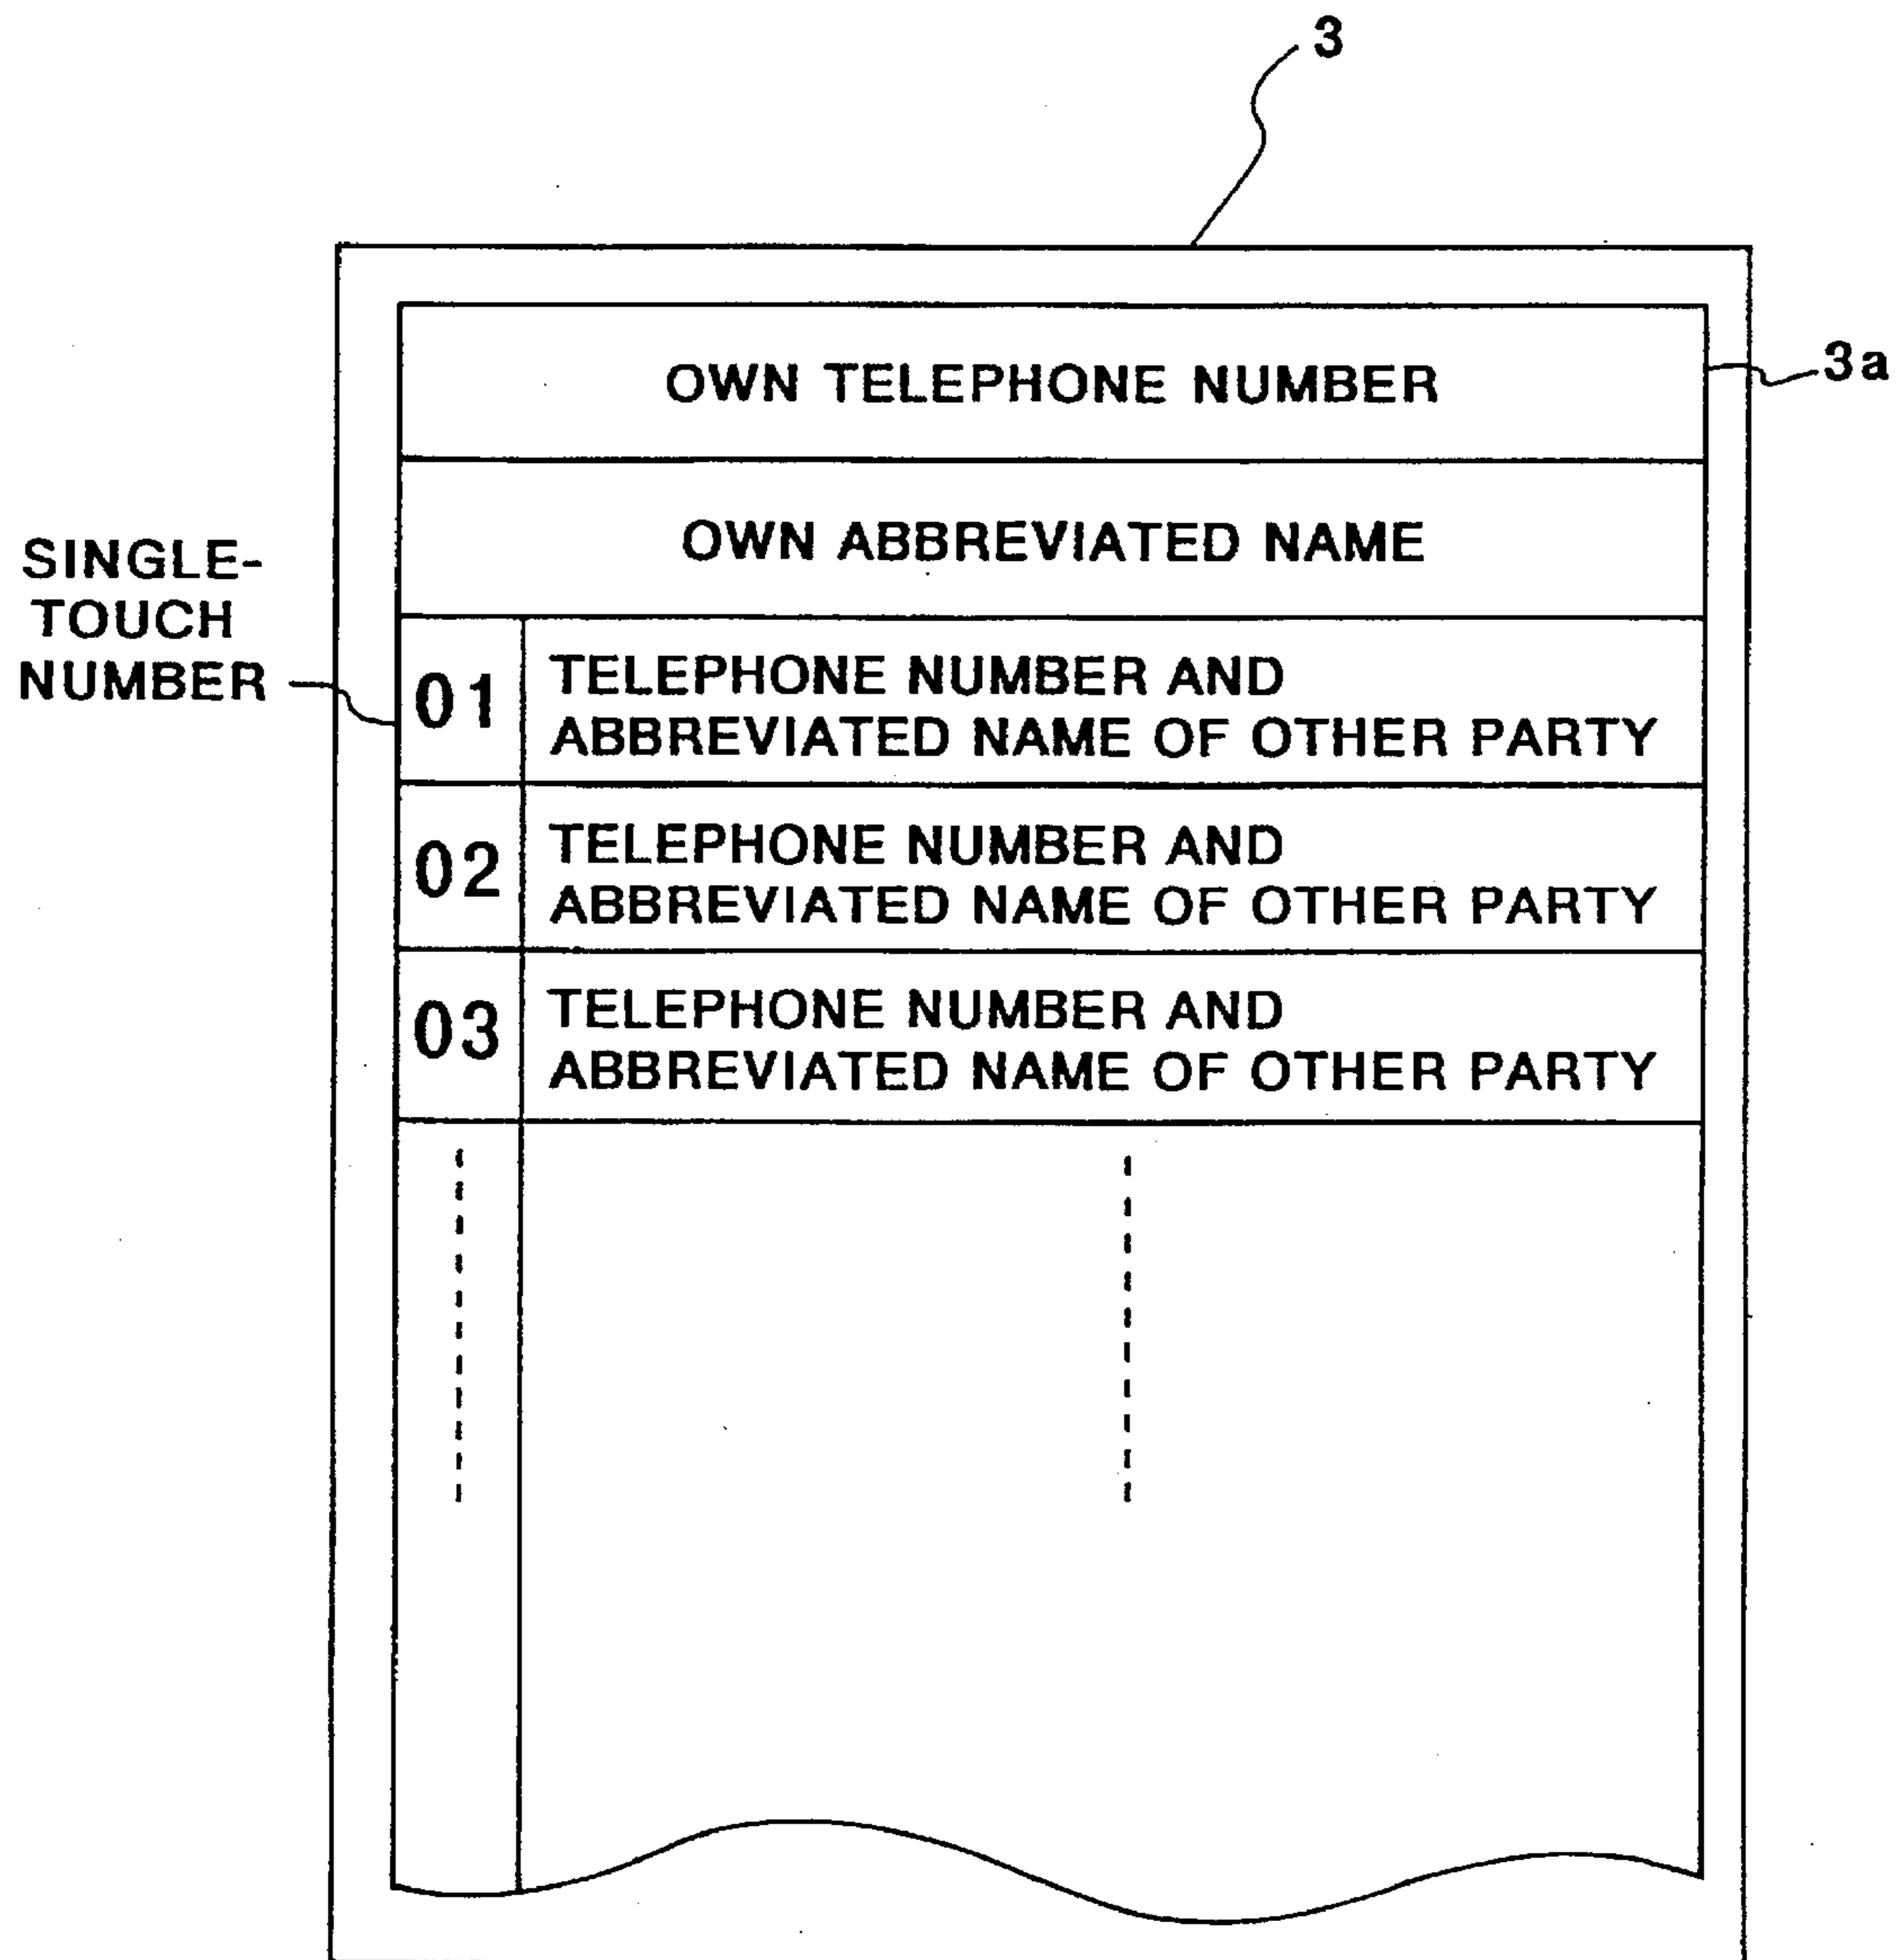 3
3a
OWN TELEPHONE NUMBER
OWN ABBREVIATED NAME
SINGLE-
TOUCH
NUMBER
01
TELEPHONE NUMBER AND
ABBREVIATED NAME OF OTHER PARTY
02
TELEPHONE NUMBER AND
ABBREVIATED NAME OF OTHER PARTY
03
TELEPHONE NUMBER AND
ABBREVIATED NAME OF OTHER PARTY